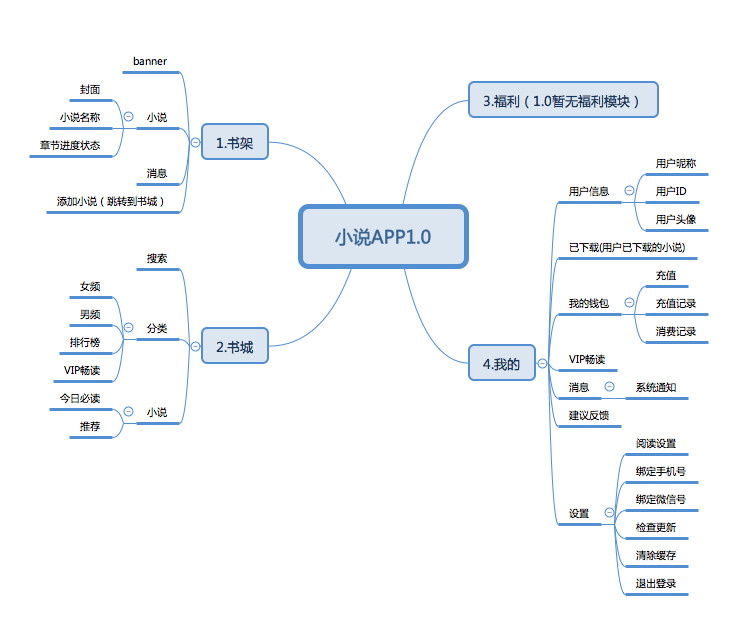 小说APP1.0
1.书架
banner
小说
封面
小说名称
章节进度状态
消息
添加小说（跳转到书城）
2.书城
搜索
分类
女频
男频
排行榜
VIP畅读
小说
今日必读
推荐
3.福利（1.0暂无福利模块）
4.我的
用户信息
用户昵称
用户ID
用户头像
已下载(用户已下载的小说)
我的钱包
充值
充值记录
消费记录
VIP畅读
消息
系统通知
建议反馈
设置
阅读设置
绑定手机号
绑定微信号
检查更新
清除缓存
退出登录